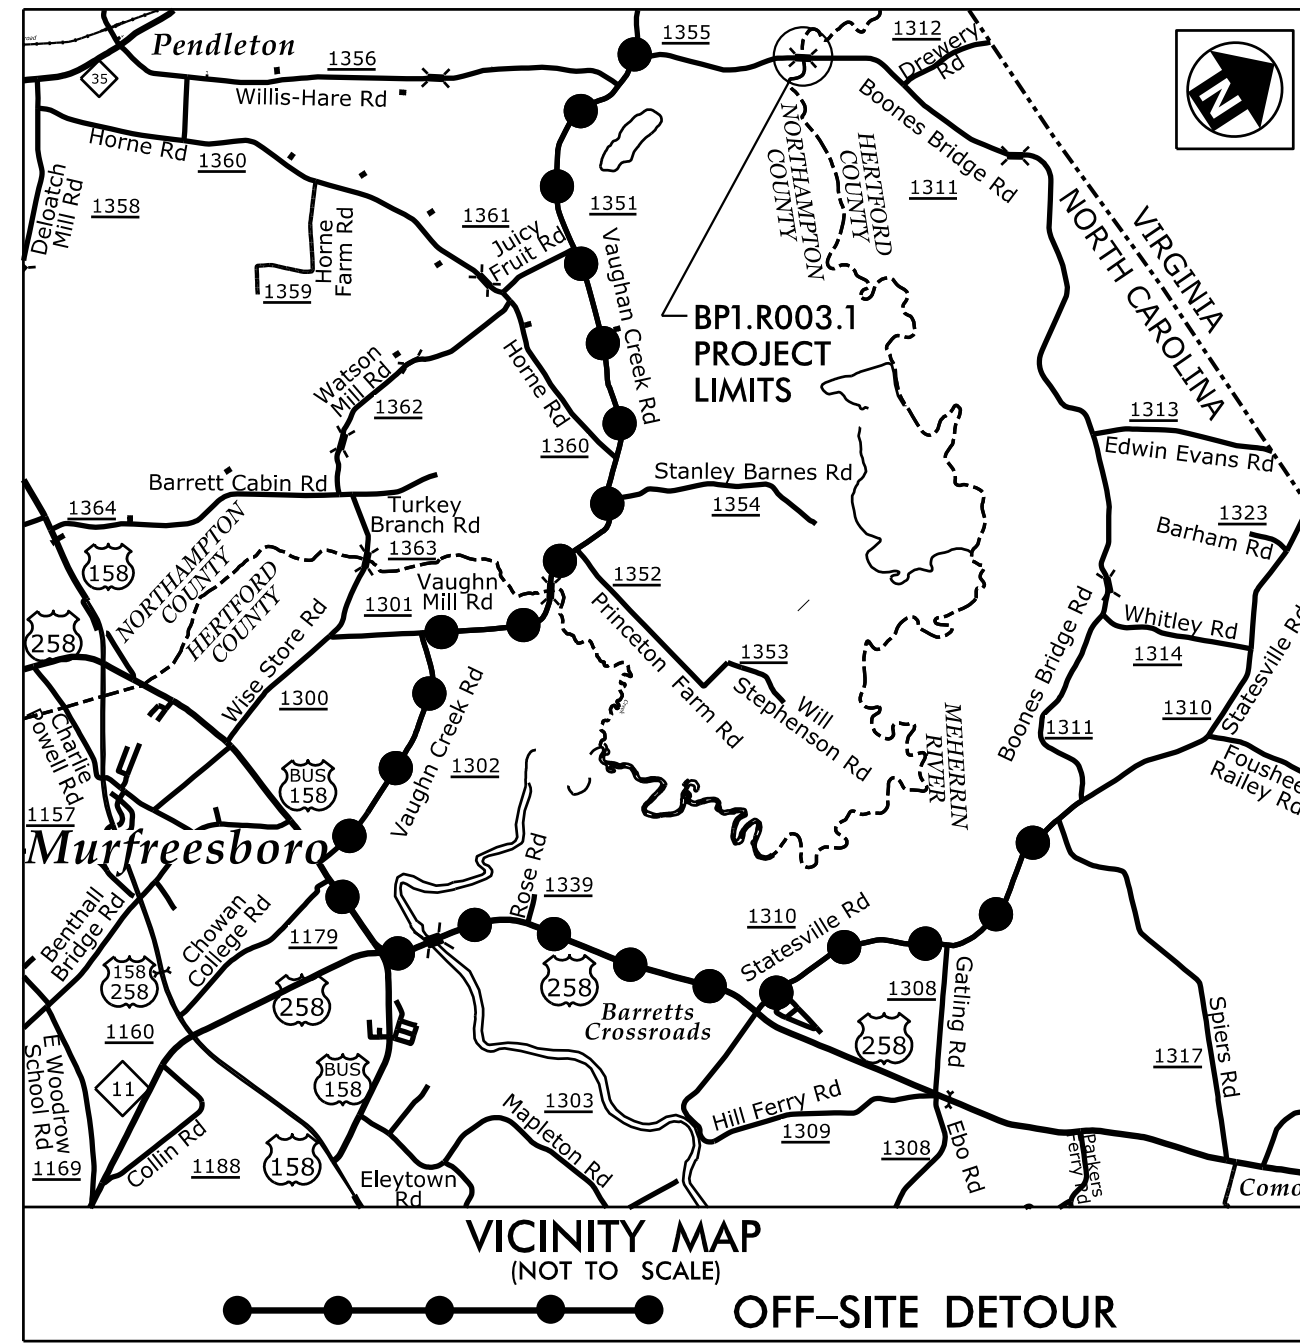 Pendleton
35
1356
Willis-Hare Rd
1355
1312
Drewery
Rd
Boones Bridge Rd
1311
N
Horne Rd
1360
Deloatch
Mill Rd
1358
Horne
Farm Rd
1359
1361
Juicy
Fruit Rd
1351
Vaughan Creek Rd
NORTHAMPTON
COUNTY
HERTFORD
COUNTY
VIRGINIA
NORTH CAROLINA
BP1.R003.1
PROJECT
LIMITS
Watson
Mill Rd
1362
Horne Rd
1360
1313
Edwin Evans Rd
Barrett Cabin Rd
1364
Turkey
Branch Rd
1363
Stanley Barnes Rd
1354
1323
Barham Rd
158
258
NORTHAMPTON
COUNTY
HERTFORD
COUNTY
1301
Vaughn
Mill Rd
1352
Princeton Farm Rd
1353
Will
Stephenson Rd
Whitley Rd
1314
Boones Bridge Rd
1311
1310
Statesville Rd
Foushee
Railey Rd
Wise Store Rd
1300
Charlie
Powell Rd
1157
BUS
158
Vaughn Creek Rd
1302
MEHERRIN
RIVER
Creek
Murfreesboro
Benthall
Bridge Rd
Chowan
College Rd
1179
Rose Rd
1339
1310
Statesville Rd
158
258
258
258
Barretts
Crossroads
1308
Gatling Rd
258
1160
E Woodrow
School Rd
11
BUS
158
1303
Mapleton Rd
Hill Ferry Rd
1309
1317
Spiers Rd
1169
Collin Rd
1188
158
Eleytown
Rd
1308
Ebo Rd
Parkers
Ferry Rd
Como
VICINITY MAP
(NOT TO SCALE)
OFF–SITE DETOUR